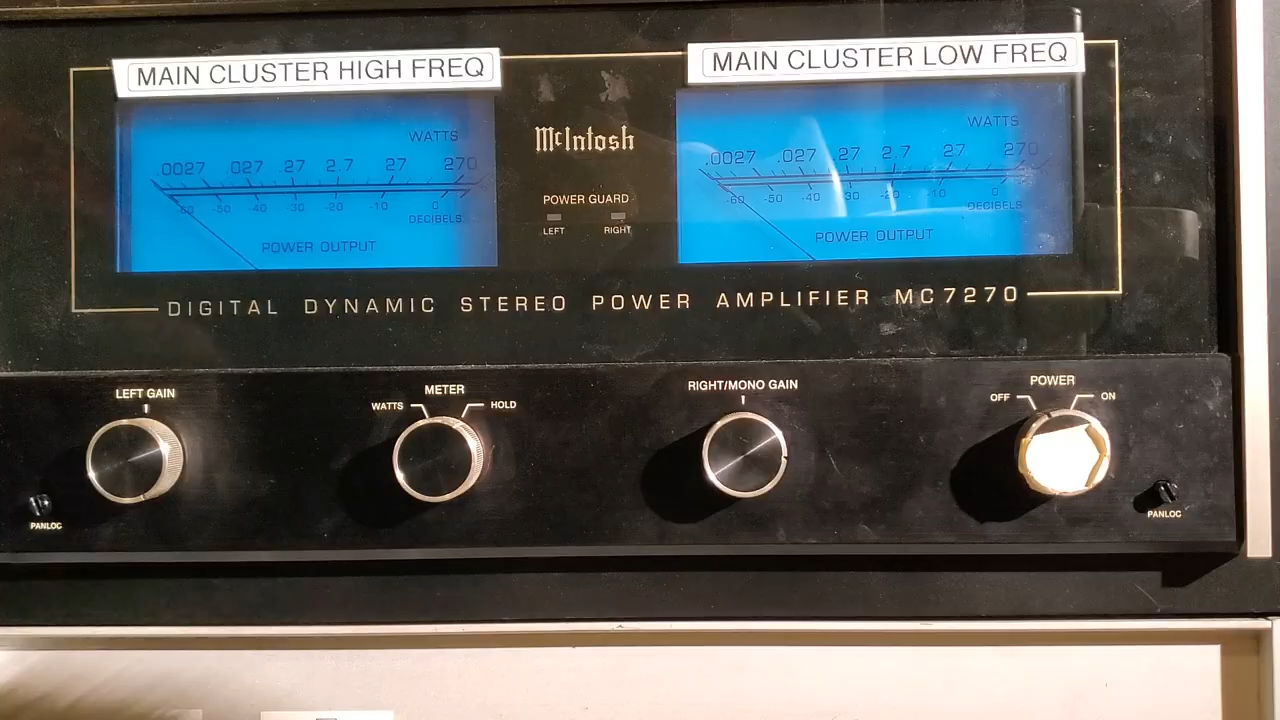 MAIN CLUSTER HIGH FREQ
MAIN CLUSTER LOW FREQ
WATTS
.0027 .027 .27 2.7 27 270
-60 -50 -40 -30 -20 -10 0
DECIBELS
POWER OUTPUT
McIntosh
POWER GUARD
LEFT RIGHT
WATTS
.0027 .027 .27 2.7 27 270
-60 -50 -40 -30 -20 -10 0
DECIBELS
POWER OUTPUT
DIGITAL DYNAMIC STEREO POWER AMPLIFIER MC7270
LEFT GAIN
METER
WATTS HOLD
RIGHT/MONO GAIN
POWER
OFF ON
PANLOC
PANLOC